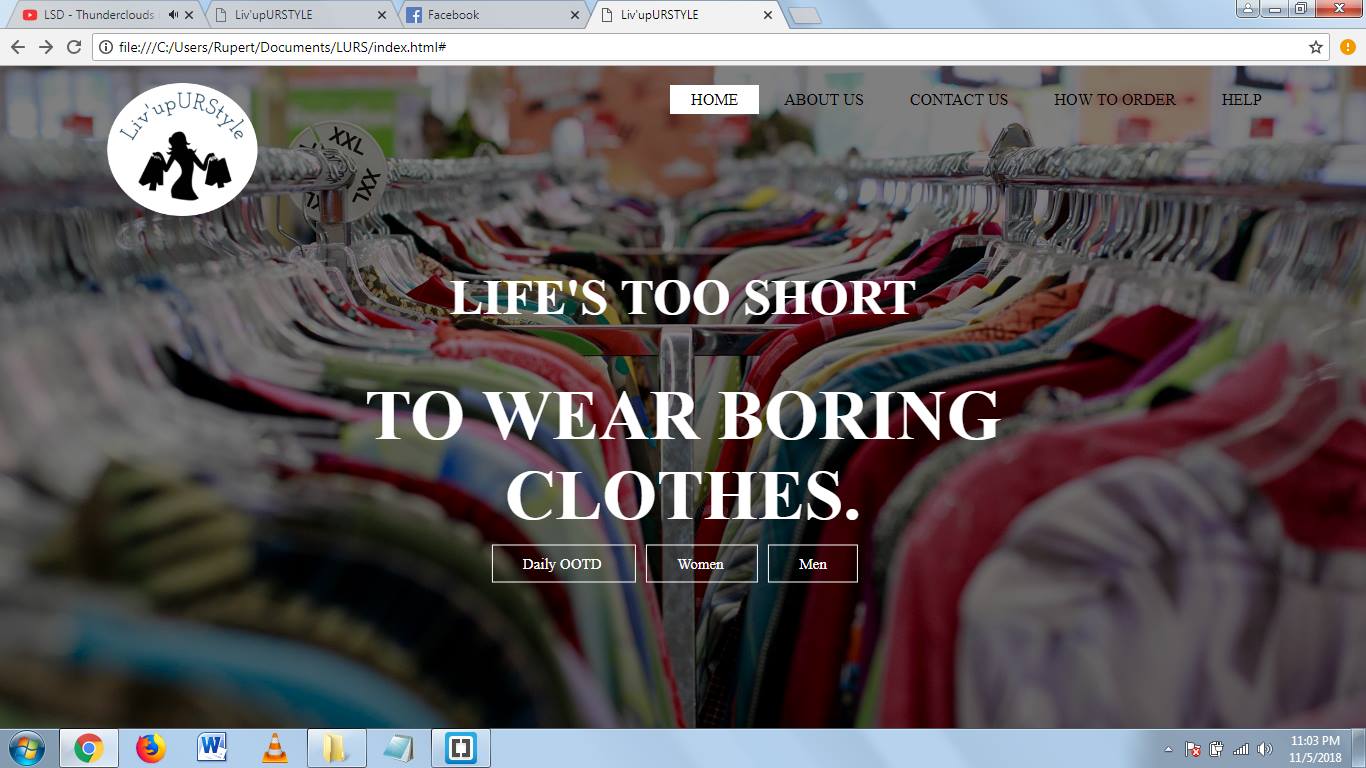 LSD - Thunderclouds
Liv'upURSTYLE
Facebook
Liv'upURSTYLE
file:///C:/Users/Rupert/Documents/LURS/index.html#
Liv'upURStyle
HOME
ABOUT US
CONTACT US
HOW TO ORDER
HELP
XXL
XXL
LIFE'S TOO SHORT
TO WEAR BORING
CLOTHES.
Daily OOTD
Women
Men
11:03 PM
11/5/2018